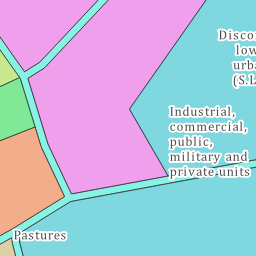 Disco
low
urba
(S.L
Industrial,
commercial,
public,
military and
private units
Pastures